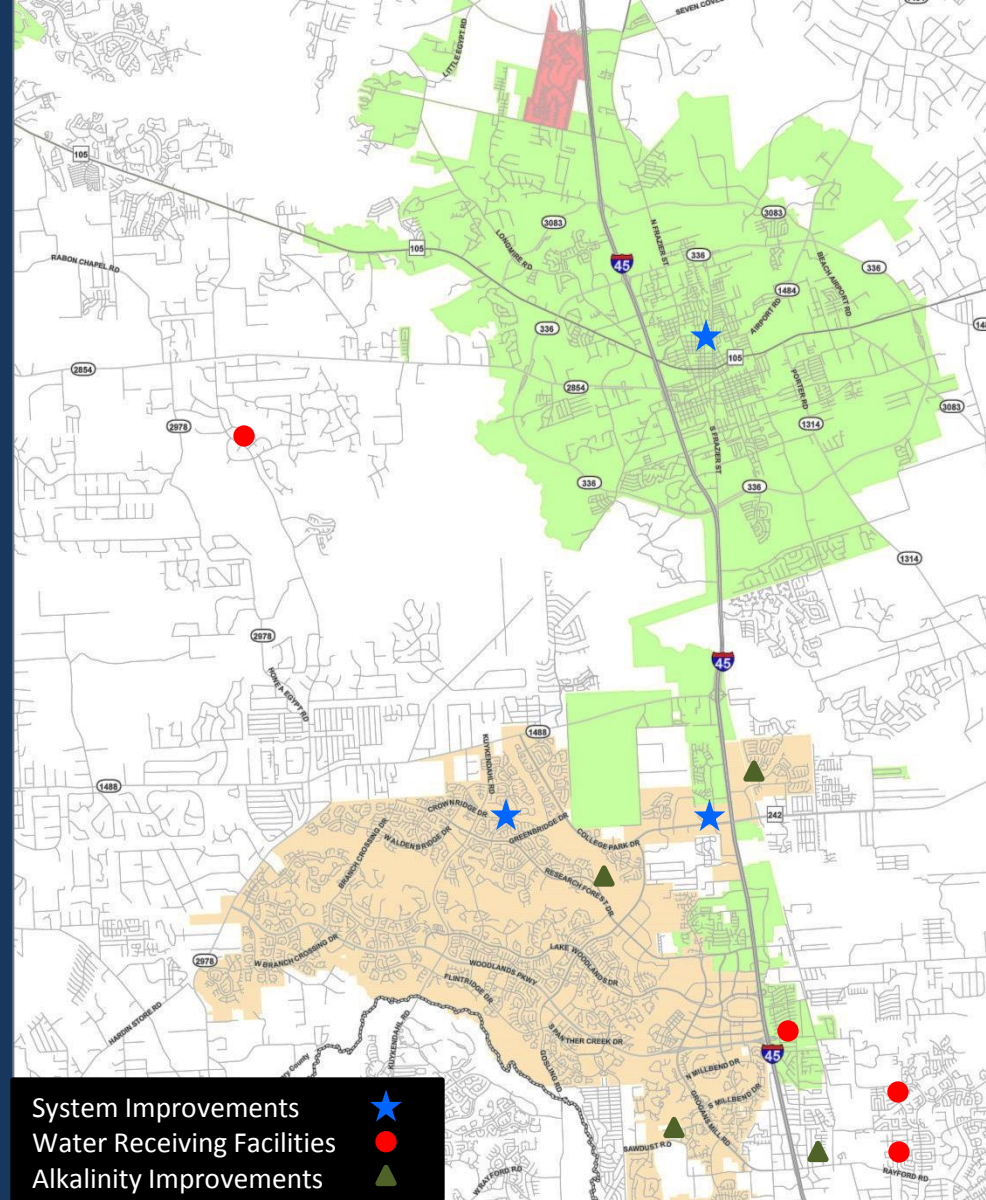 SEVEN COVES
LITTLE EGYPT RD
105
3083
3083
N FRAZIER ST
LONGMIRE RD
105
336
RABON CHAPEL RD
45
336
BEACH AIRPORT RD
1484
AIRPORT RD
336
105
2854
2854
PORTER RD
3083
2978
1314
S FRAZIER ST
336
336
1314
2978
45
HONEA EGYPT RD
1488
KUYKENDAHL RD
1488
CROWNRIDGE DR
242
GREENBRIDGE DR
WALDENBRIDGE DR
COLLEGE PARK DR
BRANCH CROSSING DR
RESEARCH FOREST DR
W BRANCH CROSSING DR
LAKE WOODLANDS DR
2978
WOODLANDS PKWY
FLINTRIDGE DR
HARDIN STORE RD
KUYKENDAHL RD
S PANTHER CREEK DR
45
County
GOSLING RD
N MILLBEND DR
S MILLBEND DR
GROGANS MILL RD
SAWDUST RD
W RAYFORD RD
RAYFORD RD
System Improvements
Water Receiving Facilities
Alkalinity Improvements